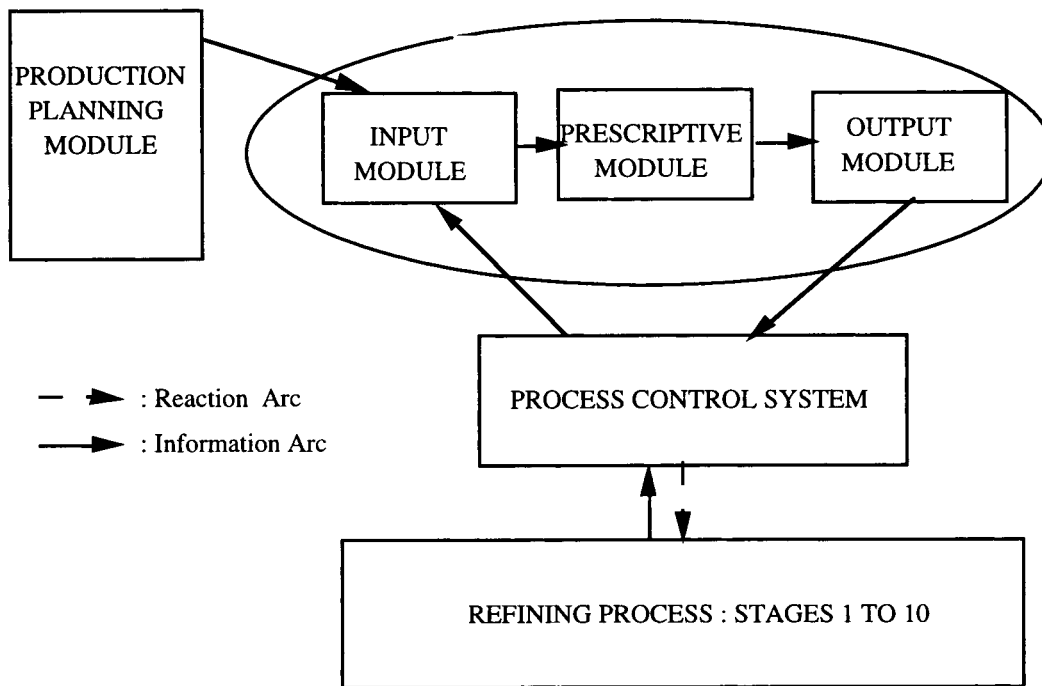 PRODUCTION
PLANNING
MODULE
INPUT
MODULE
PRESCRIPTIVE
MODULE
OUTPUT
MODULE
PROCESS CONTROL SYSTEM
: Reaction Arc
: Information Arc
REFINING PROCESS : STAGES 1 TO 10